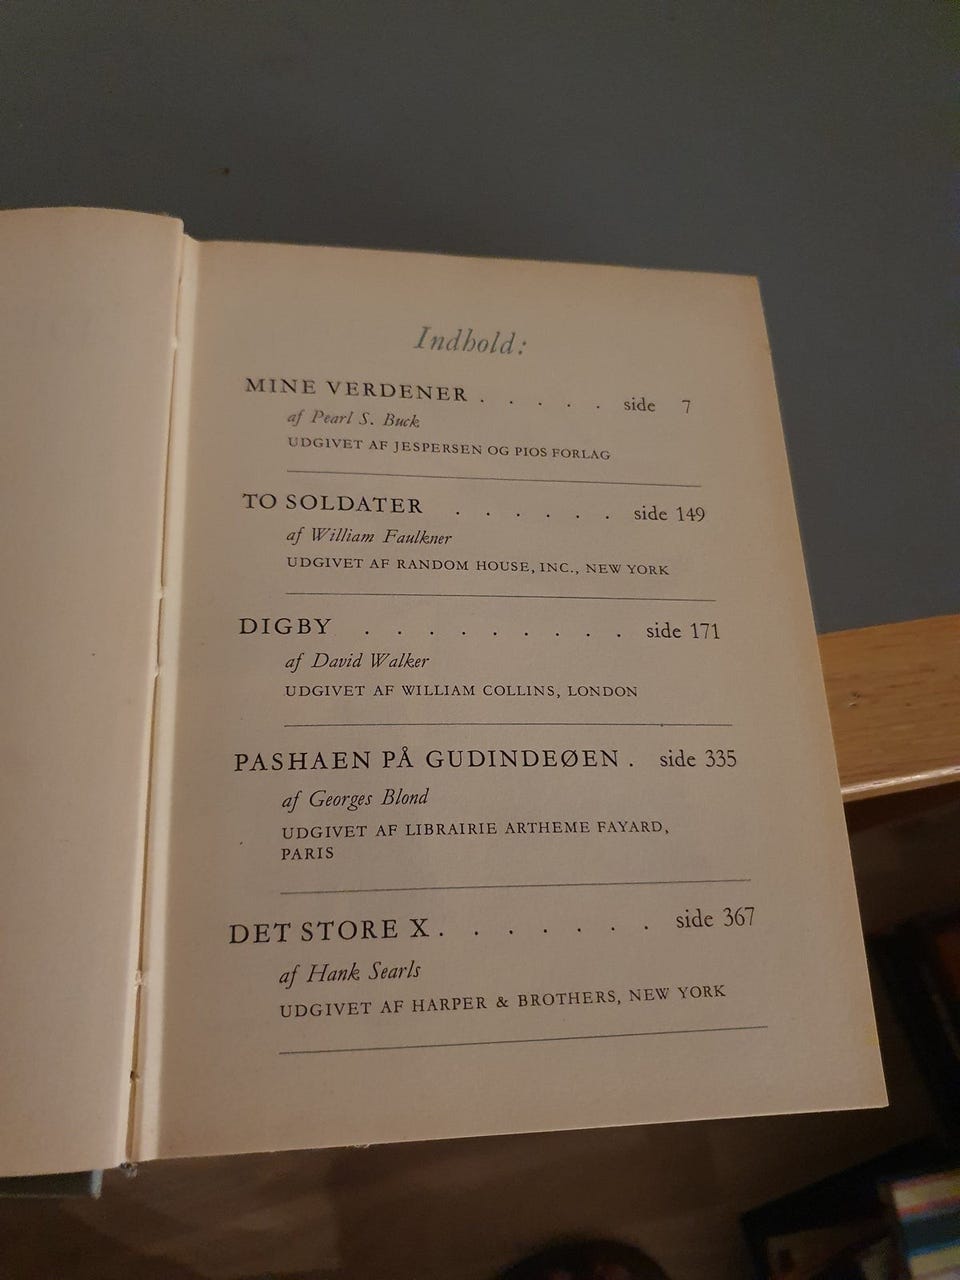 Indhold:
MINE VERDENER . . . . . side 7
af Pearl S. Buck
UDGIVET AF JESPERSEN OG PIOS FORLAG
TO SOLDATER . . . . . . side 149
af William Faulkner
UDGIVET AF RANDOM HOUSE, INC., NEW YORK
DIGBY . . . . . . . . . side 171
af David Walker
UDGIVET AF WILLIAM COLLINS, LONDON
PASHAEN PÅ GUDINDEØEN . side 335
af Georges Blond
UDGIVET AF LIBRAIRIE ARTHEME FAYARD,
PARIS
DET STORE X . . . . . . . side 367
af Hank Searls
UDGIVET AF HARPER & BROTHERS, NEW YORK